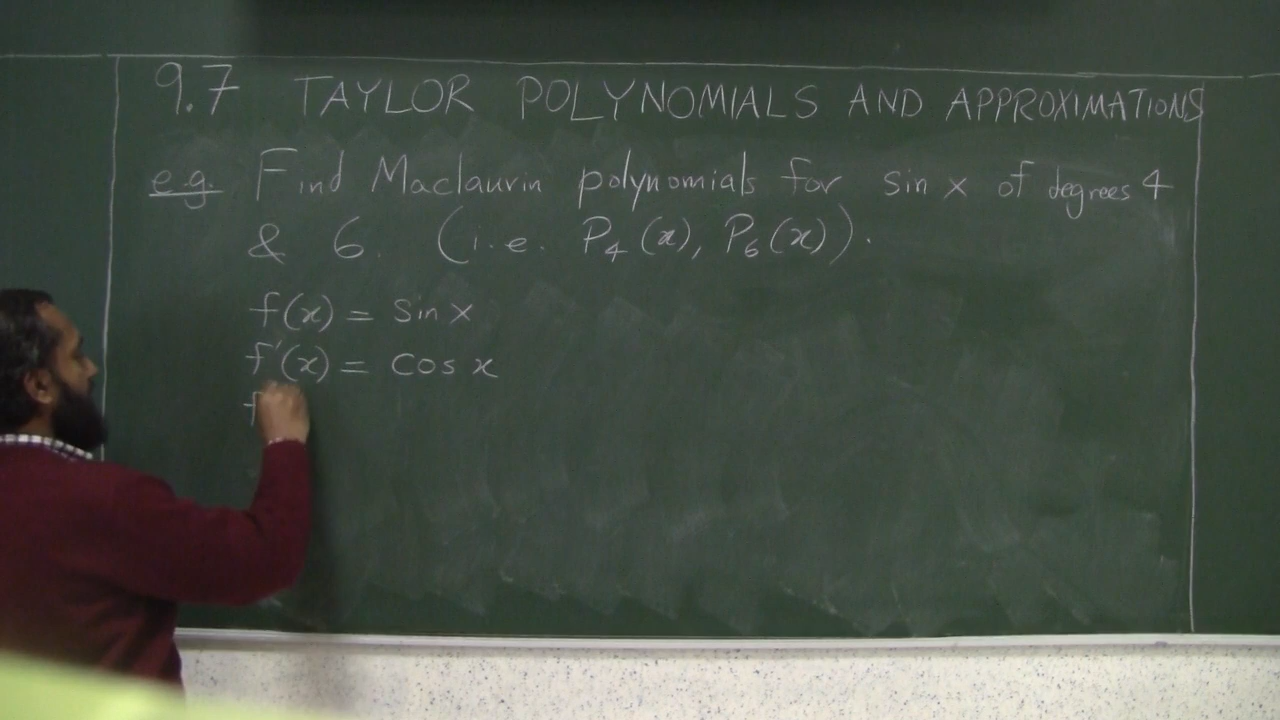 9.7 TAYLOR POLYNOMIALS AND APPROXIMATIONS
e.g. Find Maclaurin polynomials for sin x of degrees 4
& 6. (i.e. P₄(x), P₆(x)).
f(x) = sin x
f'(x) = cos x
f